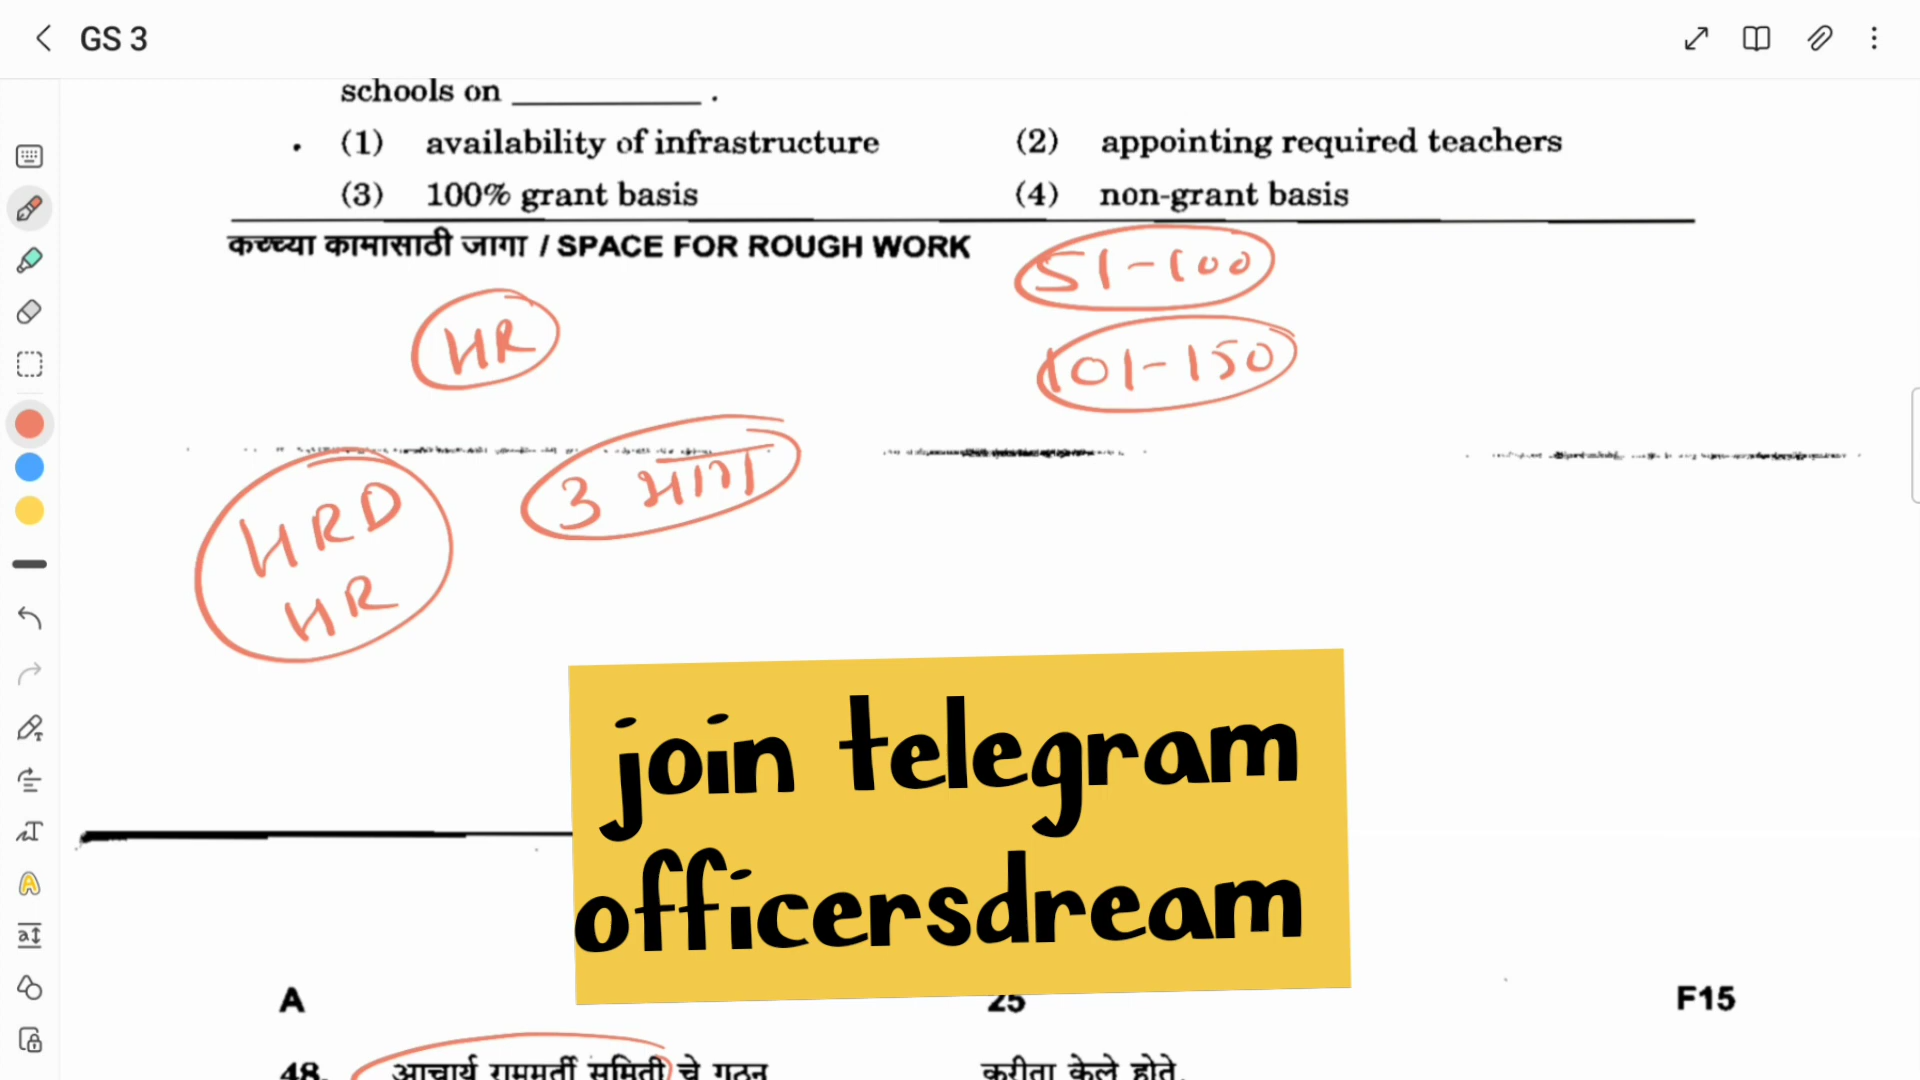 GS 3
schools on ____________ .
(1) availability of infrastructure (2) appointing required teachers
(3) 100% grant basis (4) non-grant basis
कच्च्या कामासाठी जागा / SPACE FOR ROUGH WORK
51-100
HR
101-150
3 भाग
HRD
HR
join telegram
officersdream
A 25 F15
48. आचार्य राममूर्ती समिती चे गठन करीता केले होते.